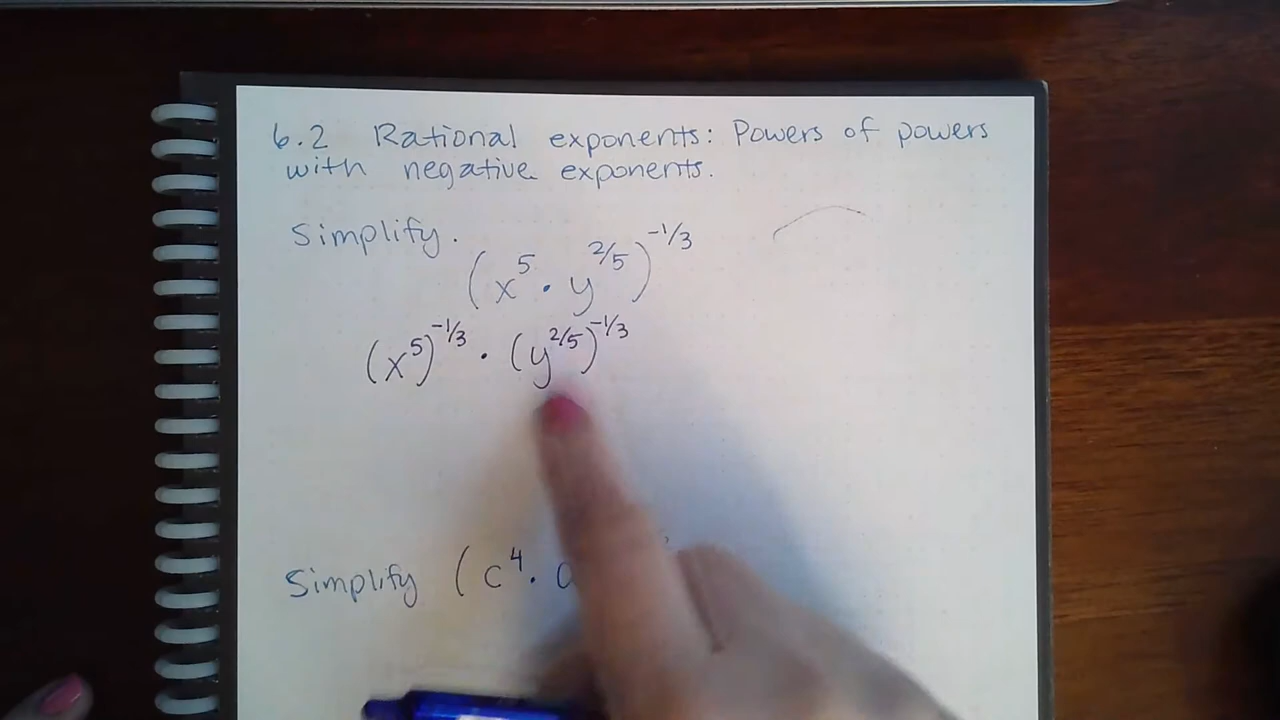 6.2 Rational exponents: Powers of powers
with negative exponents.
Simplify.
(x^5 · y^{2/5})^{-1/3}
(x^5)^{-1/3} · (y^{2/5})^{-1/3}
Simplify (c^4 ·